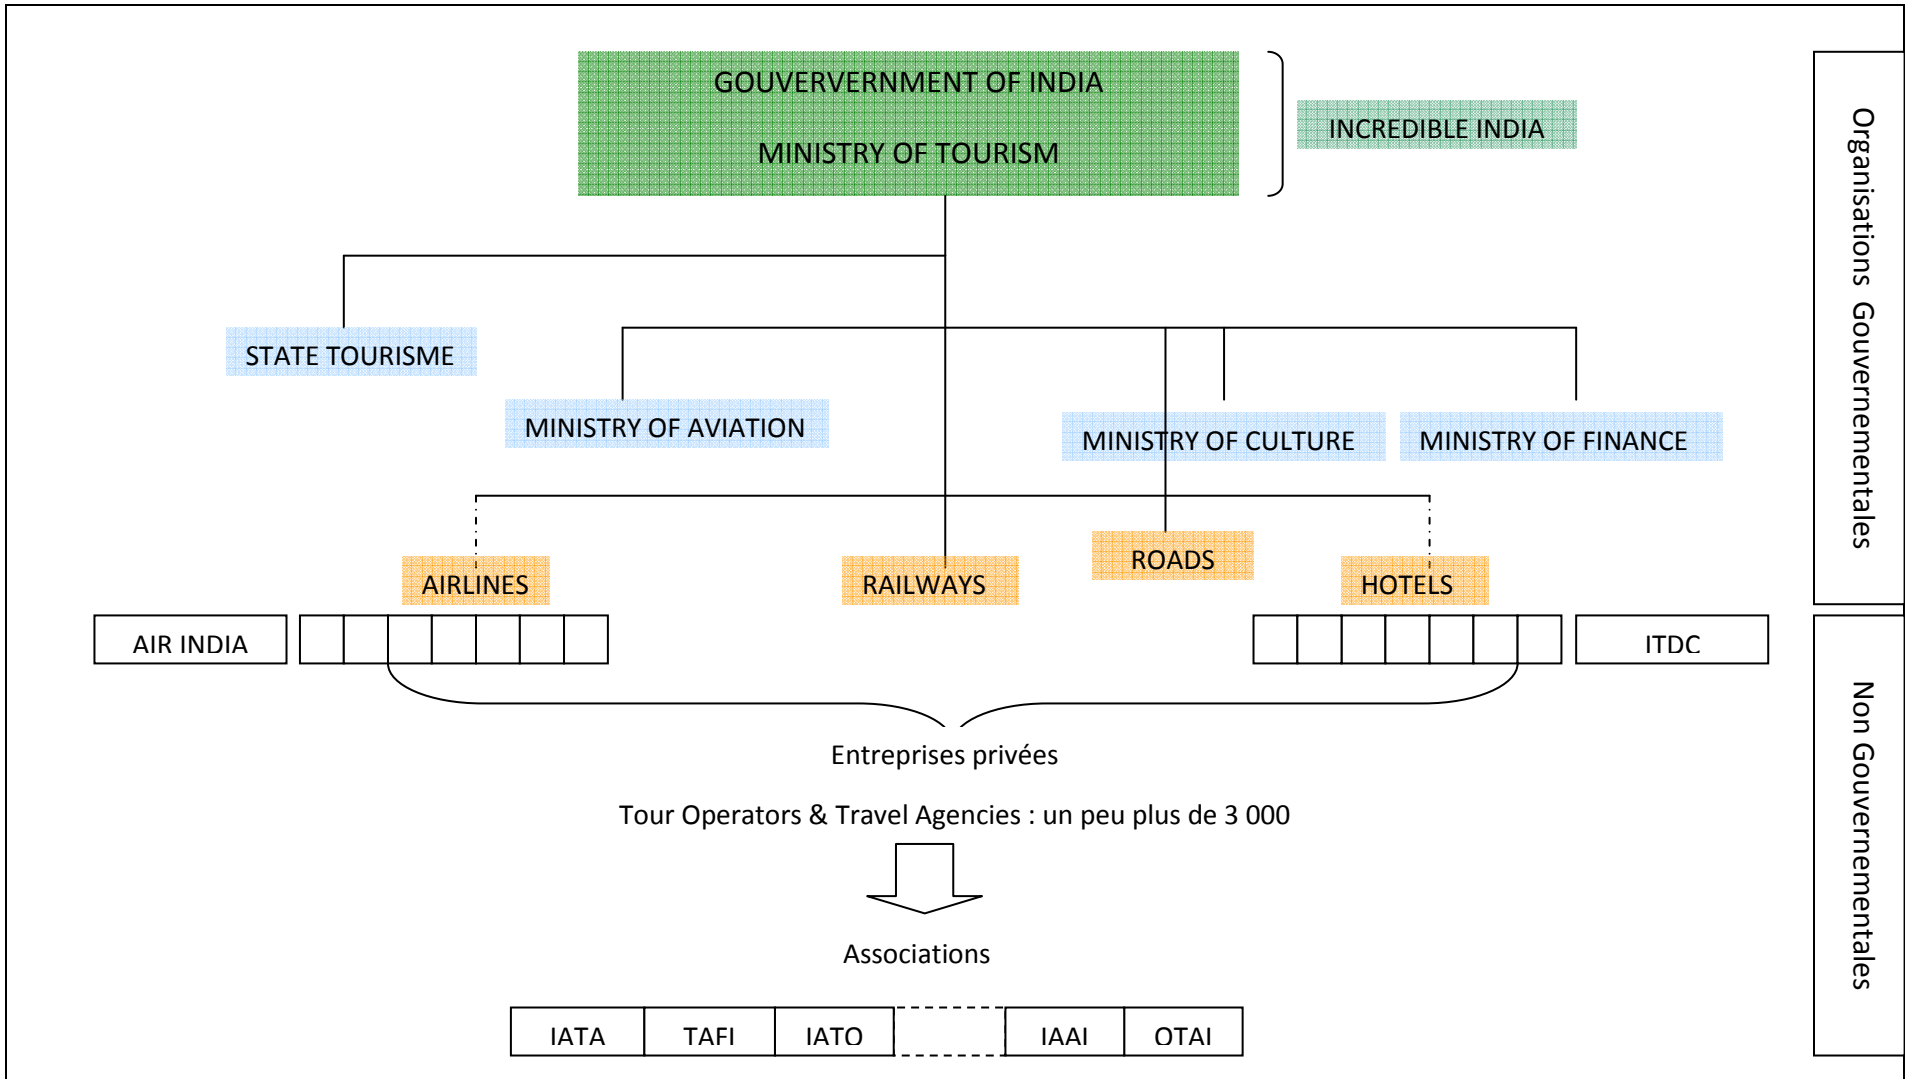 GOUVERVERNMENT OF INDIA
MINISTRY OF TOURISM
INCREDIBLE INDIA
Organisations Gouvernementales
STATE TOURISME
MINISTRY OF AVIATION
MINISTRY OF CULTURE
MINISTRY OF FINANCE
AIRLINES
RAILWAYS
ROADS
HOTELS
AIR INDIA
ITDC
Non Gouvernementales
Entreprises privées
Tour Operators & Travel Agencies : un peu plus de 3 000
Associations
IATA
TAFI
IATO
IAAI
OTAI